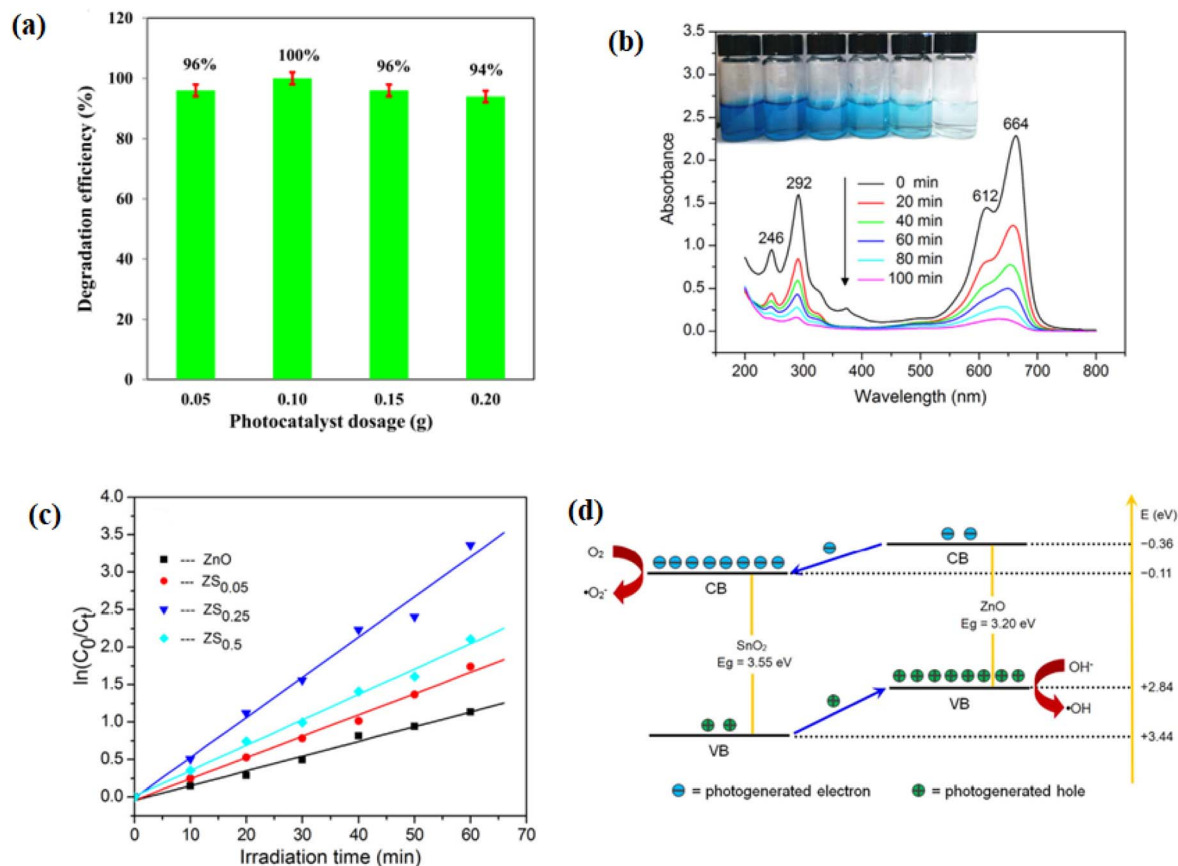 (a)
120
100
80
60
40
20
0
96%
100%
96%
94%
0.05
0.10
0.15
0.20
Degradation efficiency (%)
Photocatalyst dosage (g)
(b)
3.5
3.0
2.5
2.0
1.5
1.0
0.5
0.0
Absorbance
246
292
612
664
0 min
20 min
40 min
60 min
80 min
100 min
200
300
400
500
600
700
800
Wavelength (nm)
(c)
4.0
3.5
3.0
2.5
2.0
1.5
1.0
0.5
0.0
ln(C0/Ct)
--- ZnO
--- ZS0.05
--- ZS0.25
--- ZS0.5
0
10
20
30
40
50
60
70
Irradiation time (min)
(d)
E (eV)
−0.36
−0.11
+2.84
+3.44
O₂
•O₂⁻
CB
CB
SnO₂
Eg = 3.55 eV
ZnO
Eg = 3.20 eV
OH⁻
•OH
VB
VB
= photogenerated electron
= photogenerated hole